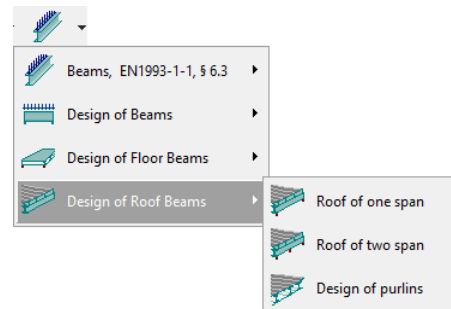 Beams, EN1993-1-1, § 6.3
Design of Beams
Design of Floor Beams
Design of Roof Beams
Roof of one span
Roof of two span
Design of purlins